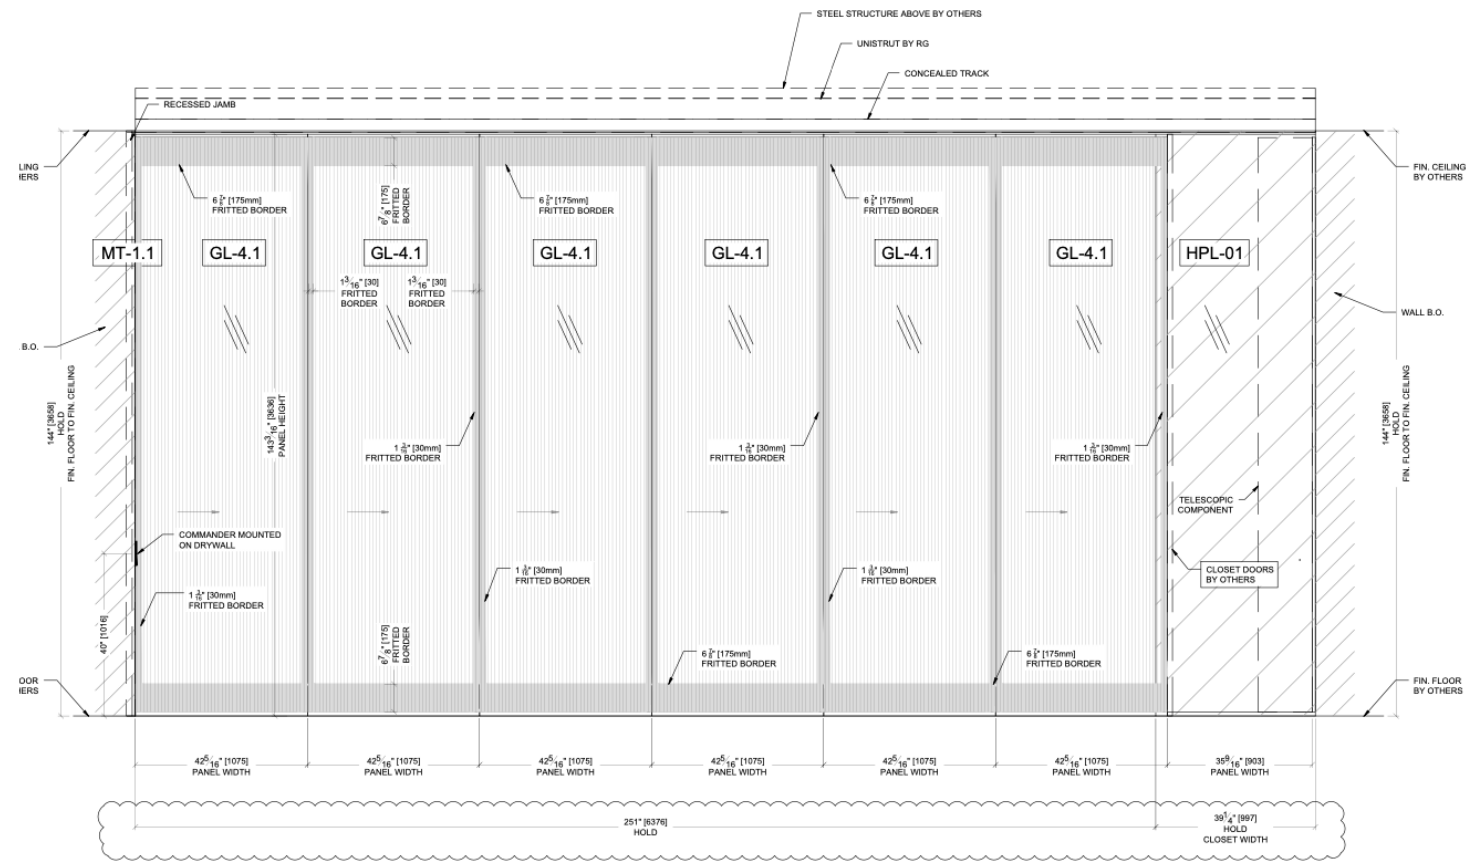 STEEL STRUCTURE ABOVE BY OTHERS
UNISTRUT BY RG
CONCEALED TRACK
RECESSED JAMB
LING
IERS
FIN. CEILING
BY OTHERS
6 7/8" [175mm]
FRITTED BORDER
6 7/8" [175]
FRITTED
BORDER
6 7/8" [175mm]
FRITTED BORDER
6 7/8" [175mm]
FRITTED BORDER
MT-1.1
GL-4.1
GL-4.1
GL-4.1
GL-4.1
GL-4.1
GL-4.1
HPL-01
1 3/16" [30]
FRITTED
BORDER
1 3/16" [30]
FRITTED
BORDER
B.O.
WALL B.O.
144" [3658]
HOLD
FIN. FLOOR TO FIN. CEILING
143 3/16" [3636]
PANEL HEIGHT
144" [3658]
HOLD
FIN. FLOOR TO FIN. CEILING
1 3/16" [30mm]
FRITTED BORDER
1 3/16" [30mm]
FRITTED BORDER
1 3/16" [30mm]
FRITTED BORDER
TELESCOPIC
COMPONENT
COMMANDER MOUNTED
ON DRYWALL
CLOSET DOORS
BY OTHERS
1 3/16" [30mm]
FRITTED BORDER
1 3/16" [30mm]
FRITTED BORDER
1 3/16" [30mm]
FRITTED BORDER
40" [1016]
6 7/8" [175]
FRITTED
BORDER
6 7/8" [175mm]
FRITTED BORDER
6 7/8" [175mm]
FRITTED BORDER
OOR
IERS
FIN. FLOOR
BY OTHERS
42 5/16" [1075]
PANEL WIDTH
42 5/16" [1075]
PANEL WIDTH
42 5/16" [1075]
PANEL WIDTH
42 5/16" [1075]
PANEL WIDTH
42 5/16" [1075]
PANEL WIDTH
42 5/16" [1075]
PANEL WIDTH
35 9/16" [903]
PANEL WIDTH
251" [6376]
HOLD
39 1/4" [997]
HOLD
CLOSET WIDTH